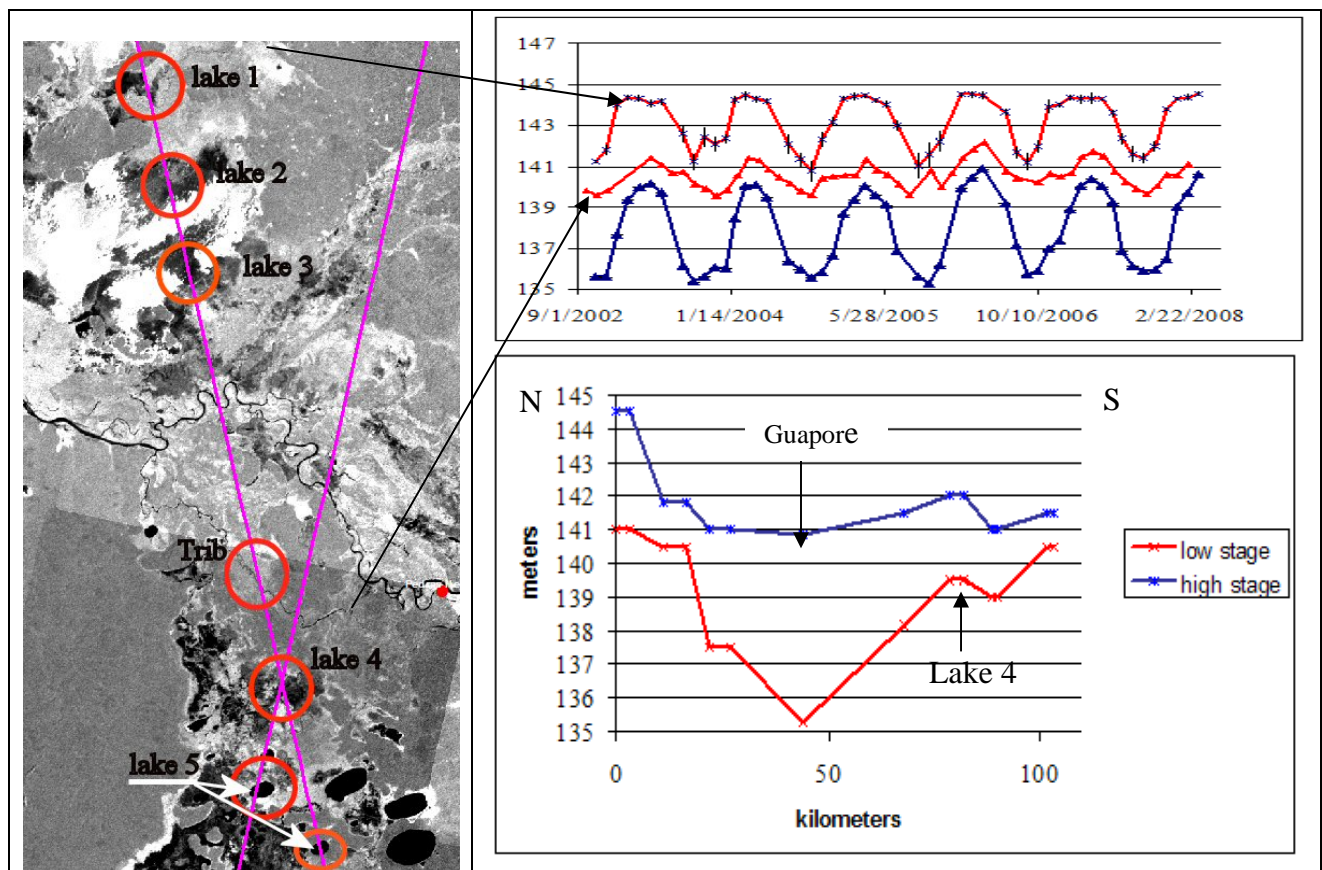 lake 1
lake 2
lake 3
Trib
lake 4
lake 5
147
145
143
141
139
137
135
9/1/2002 1/14/2004 5/28/2005 10/10/2006 2/22/2008
N
S
145
144
143
142
141
140
139
138
137
136
135
meters
Guapore
Lake 4
0 50 100
kilometers
low stage
high stage